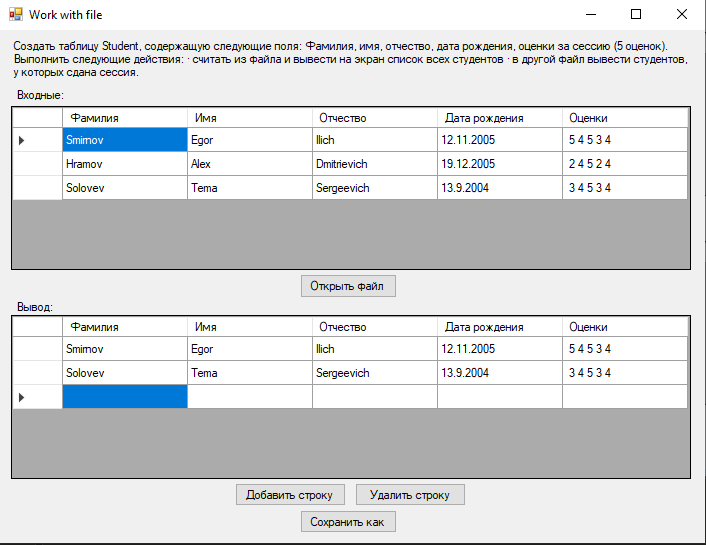 Work with file
Создать таблицу Student, содержащую следующие поля: Фамилия, имя, отчество, дата рождения, оценки за сессию (5 оценок).
Выполнить следующие действия: · считать из файла и вывести на экран список всех студентов · в другой файл вывести студентов,
у которых сдана сессия.
Входные:
Фамилия Имя Отчество Дата рождения Оценки
Smirnov Egor Ilich 12.11.2005 5 4 5 3 4
Hramov Alex Dmitrievich 19.12.2005 2 4 5 2 4
Solovev Tema Sergeevich 13.9.2004 3 4 5 3 4
Открыть файл
Вывод:
Фамилия Имя Отчество Дата рождения Оценки
Smirnov Egor Ilich 12.11.2005 5 4 5 3 4
Solovev Tema Sergeevich 13.9.2004 3 4 5 3 4
Добавить строку Удалить строку
Сохранить как